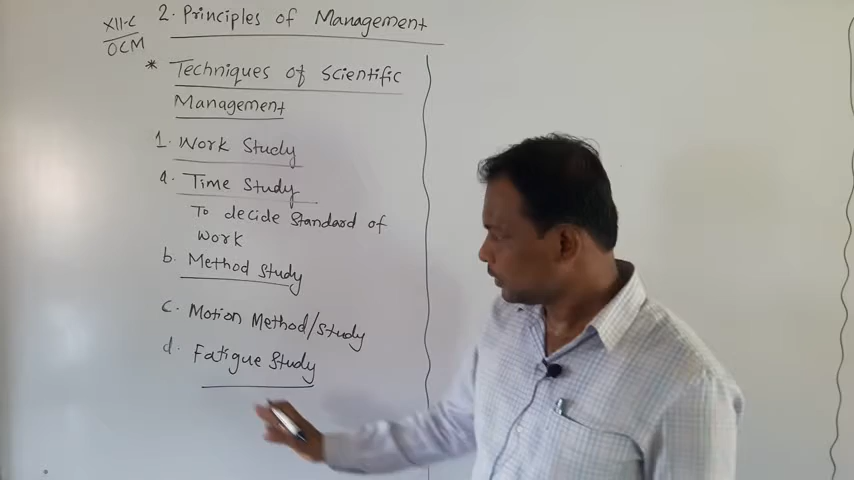 XII-C
OCM
2. Principles of Management
* Techniques of Scientific
Management
1. Work Study
a. Time Study
To decide Standard of
Work
b. Method Study
c. Motion Method/Study
d. Fatigue Study